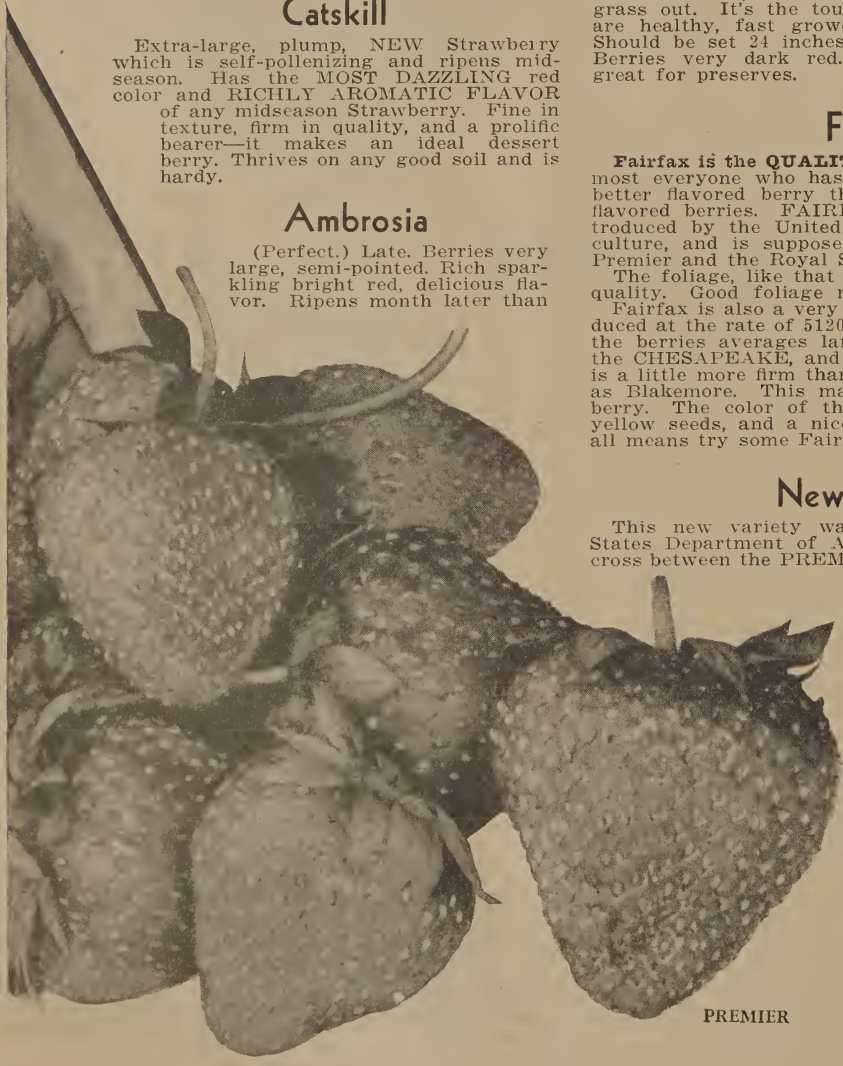 Catskill
Extra-large, plump, NEW Strawberry
which is self-pollenizing and ripens mid-
season. Has the MOST DAZZLING red
color and RICHLY AROMATIC FLAVOR
of any midseason Strawberry. Fine in
texture, firm in quality, and a prolific
bearer—it makes an ideal dessert
berry. Thrives on any good soil and is
hardy.
Ambrosia
(Perfect.) Late. Berries very
large, semi-pointed. Rich spar-
kling bright red, delicious fla-
vor. Ripens month later than
grass out. It's the tou
are healthy, fast growe
Should be set 24 inches
Berries very dark red.
great for preserves.
F
Fairfax is the QUALIT
most everyone who has
better flavored berry th
flavored berries. FAIRF
troduced by the United
culture, and is suppose
Premier and the Royal S
The foliage, like that
quality. Good foliage m
Fairfax is also a very
duced at the rate of 5120
the berries averages lar
the CHESAPEAKE, and
is a little more firm than
as Blakemore. This ma
berry. The color of th
yellow seeds, and a nice
all means try some Fair
New
This new variety wa
States Department of A
cross between the PREM
PREMIER